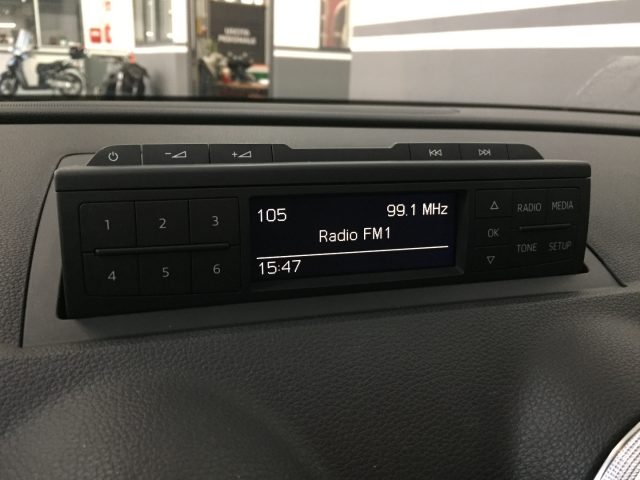 1 2 3
4 5 6
105 99.1 MHz
Radio FM1
15:47
OK
RADIO MEDIA
TONE SETUP